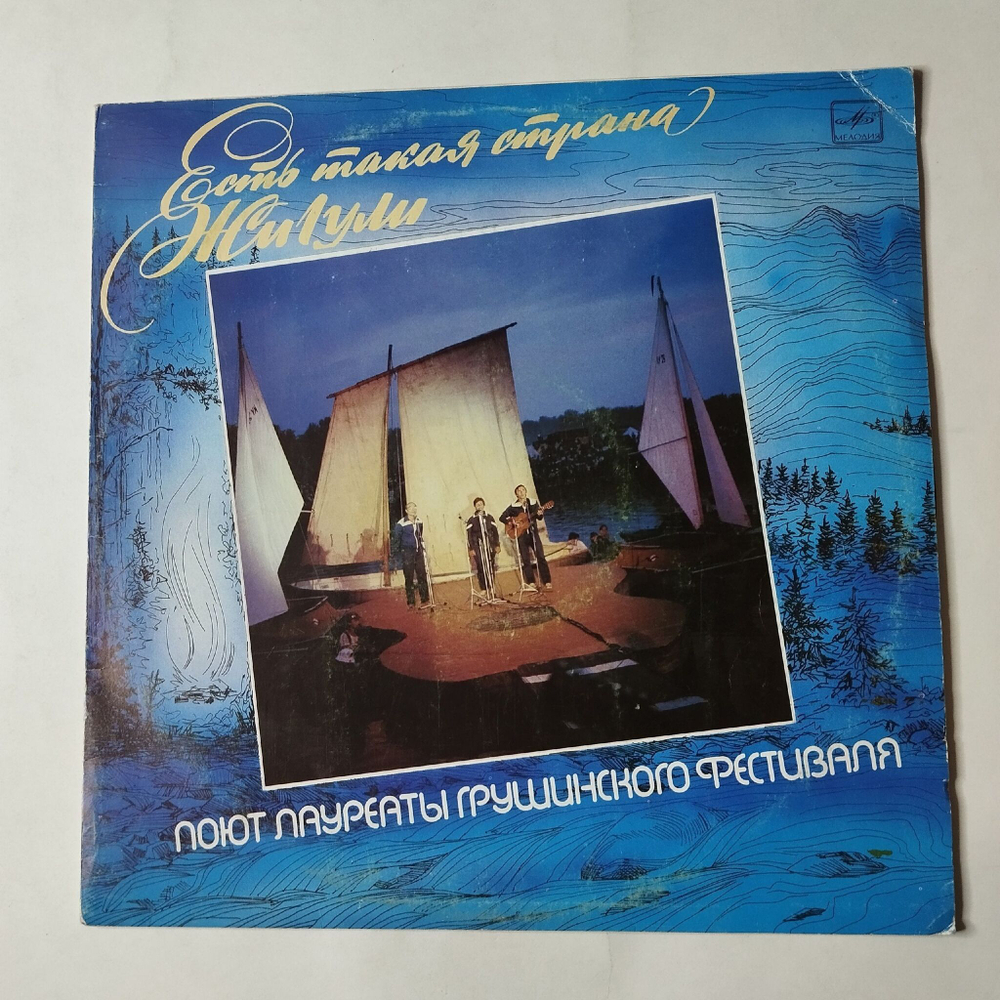 Есть такая страна
Жигули
МЕЛОДИЯ
ПОЮТ ЛАУРЕАТЫ ГРУШИНСКОГО ФЕСТИВАЛЯ